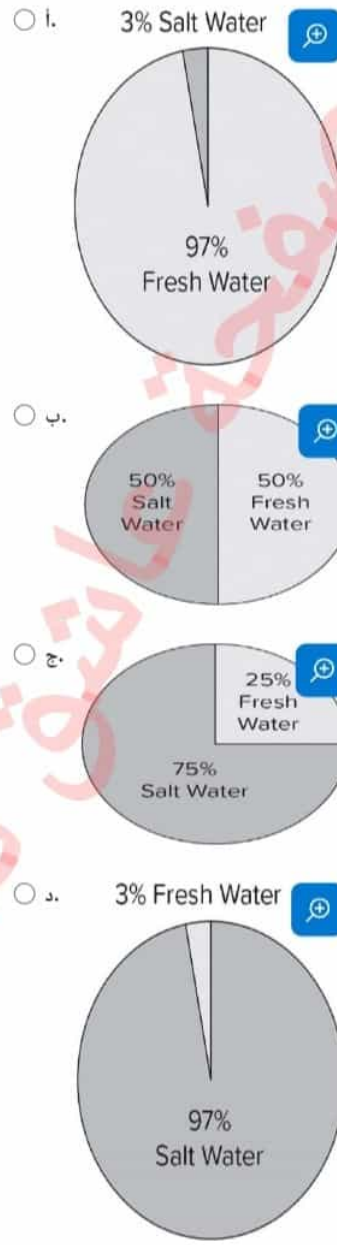 أ.
3% Salt Water
97%
Fresh Water
ب.
50%
Salt
Water
50%
Fresh
Water
ج.
25%
Fresh
Water
75%
Salt Water
د.
3% Fresh Water
97%
Salt Water